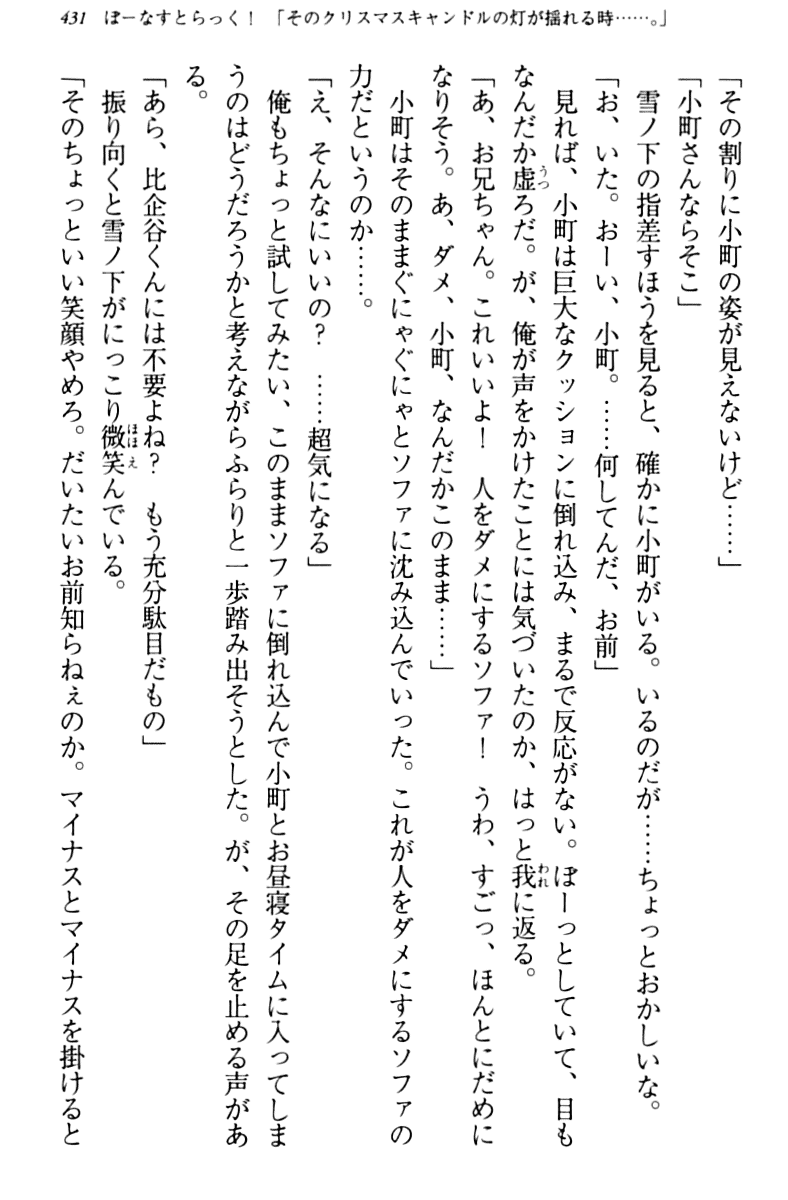 431 ぼーなすとらっく！ 「そのクリスマスキャンドルの灯が揺れる時……。」
「その割りに小町の姿が見えないけど……」
「小町さんならそこ」
雪ノ下の指差すほうを見ると、確かに小町がいる。いるのだが……ちょっとおかしいな。
「お、いた。おーい、小町。……何してんだ、お前」
見れば、小町は巨大なクッションに倒れ込み、まるで反応がない。ぼーっとしていて、目も
なんだか虚うつろだ。が、俺が声をかけたことには気づいたのか、はっと我われに返る。
「あ、お兄ちゃん。これいいよ！　人をダメにするソファ！　うわ、すごっ、ほんとにだめに
なりそう。あ、ダメ、小町、なんだかこのまま……」
小町はそのままぐにゃぐにゃとソファに沈み込んでいった。これが人をダメにするソファの
力だというのか……。
「え、そんなにいいの？　……超気になる」
俺もちょっと試してみたい、このままソファに倒れ込んで小町とお昼寝タイムに入ってしま
うのはどうだろうかと考えながらふらりと一歩踏み出そうとした。が、その足を止める声があ
る。
「あら、比企谷くんには不要よね？　もう充分駄目だもの」
振り向くと雪ノ下がにっこり微笑ほほえんでいる。
「そのちょっといい笑顔やめろ。だいたいお前知らねぇのか。マイナスとマイナスを掛けると